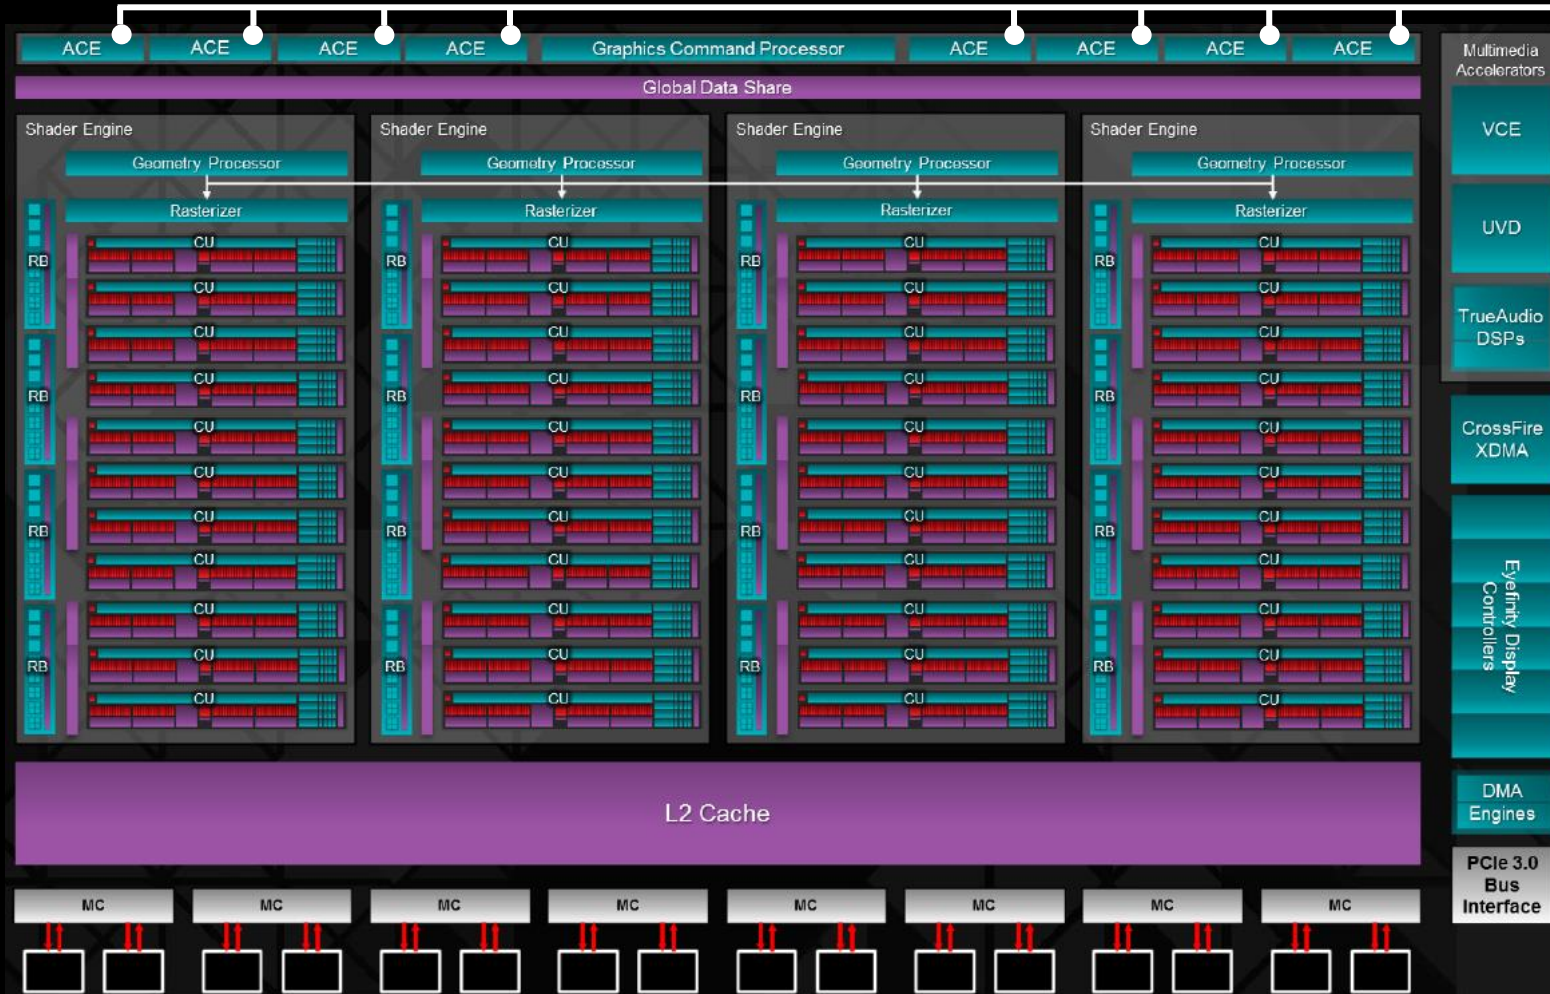 ACE ACE ACE ACE Graphics Command Processor ACE ACE ACE ACE
Global Data Share
Shader Engine
Geometry Processor
Rasterizer
CU
CU
CU
CU
CU
CU
CU
CU
CU
CU
CU
RB
RB
RB
RB
Shader Engine
Geometry Processor
Rasterizer
CU
CU
CU
CU
CU
CU
CU
CU
CU
CU
CU
RB
RB
RB
RB
Shader Engine
Geometry Processor
Rasterizer
CU
CU
CU
CU
CU
CU
CU
CU
CU
CU
CU
RB
RB
RB
RB
Shader Engine
Geometry Processor
Rasterizer
CU
CU
CU
CU
CU
CU
CU
CU
CU
CU
CU
RB
RB
RB
RB
L2 Cache
MC MC MC MC MC MC MC MC
Multimedia
Accelerators
VCE
UVD
TrueAudio
DSPs
CrossFire
XDMA
Eyefinity Display
Controllers
DMA
Engines
PCIe 3.0
Bus
Interface